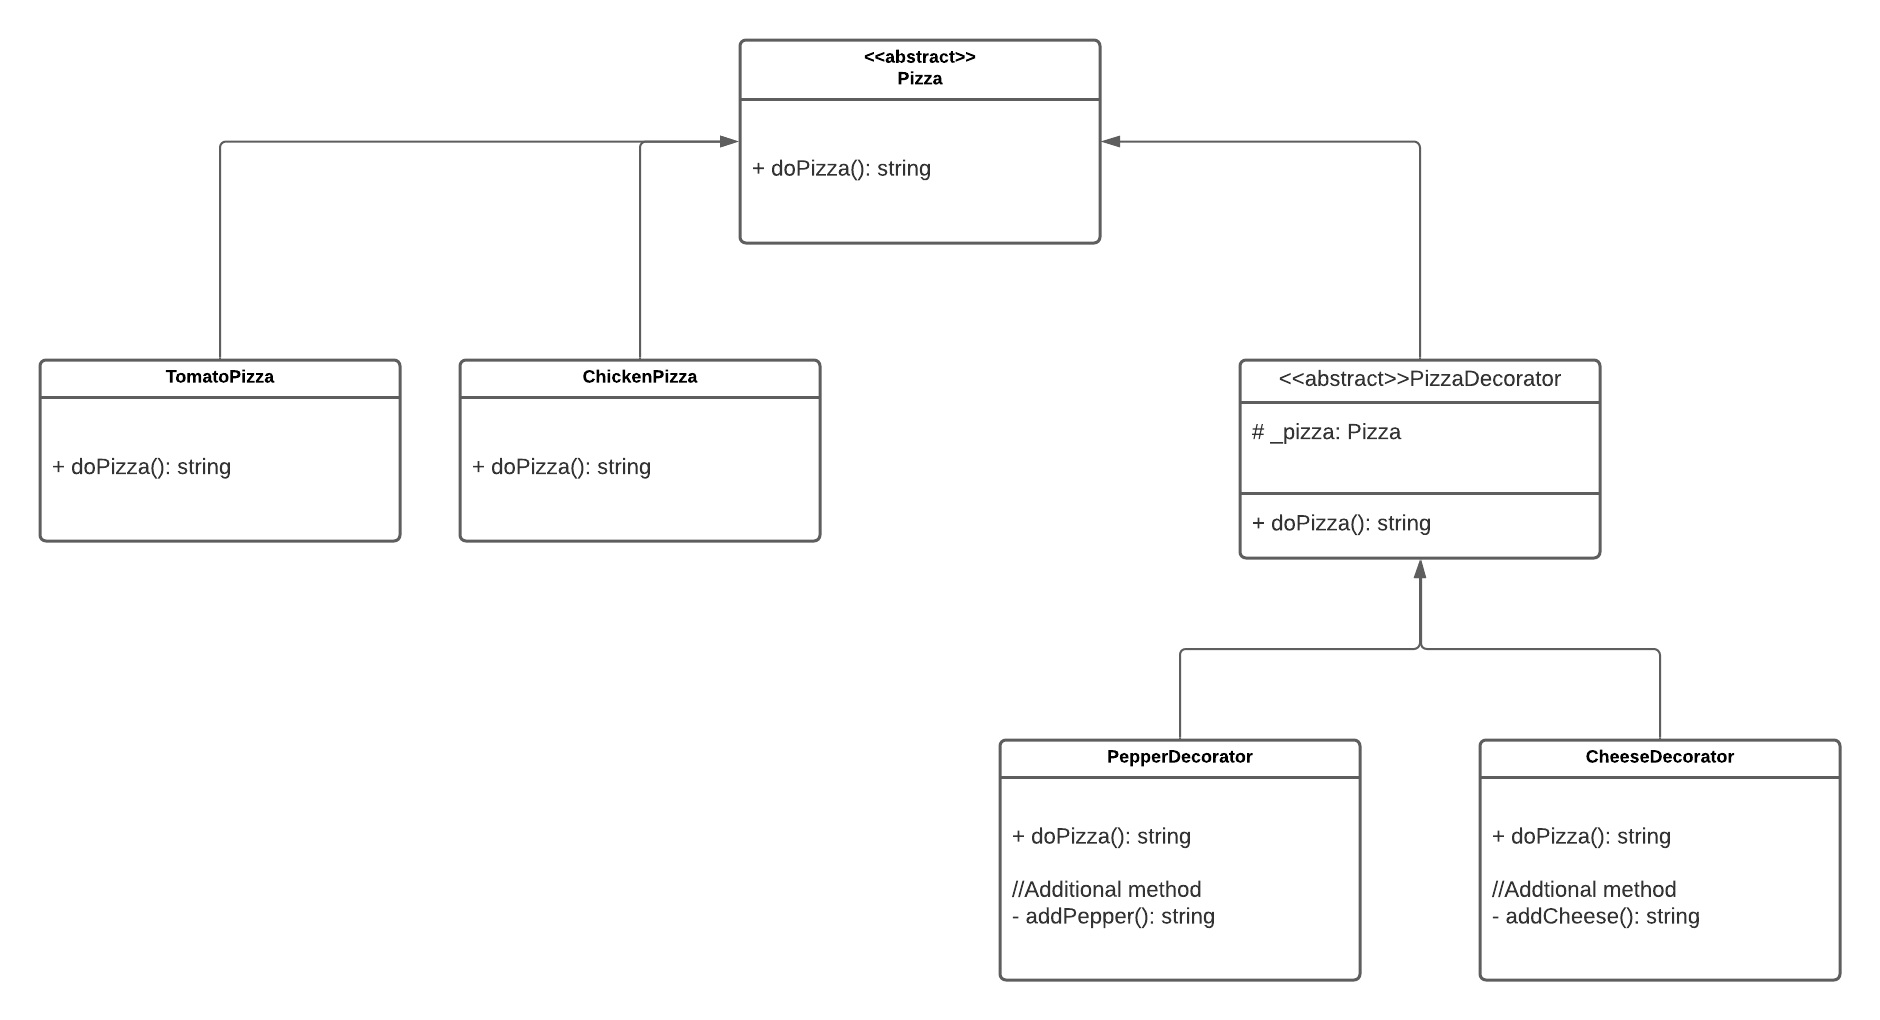 <<abstract>>
Pizza
+ doPizza(): string
TomatoPizza
+ doPizza(): string
ChickenPizza
+ doPizza(): string
<<abstract>>PizzaDecorator
# _pizza: Pizza
+ doPizza(): string
PepperDecorator
+ doPizza(): string
//Additional method
- addPepper(): string
CheeseDecorator
+ doPizza(): string
//Addtional method
- addCheese(): string